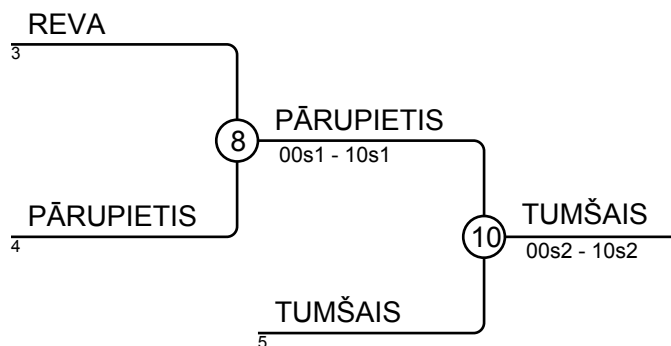 REVA
3
8
PĀRUPIETIS
00s1 - 10s1
PĀRUPIETIS
4
10
TUMŠAIS
00s2 - 10s2
TUMŠAIS
5